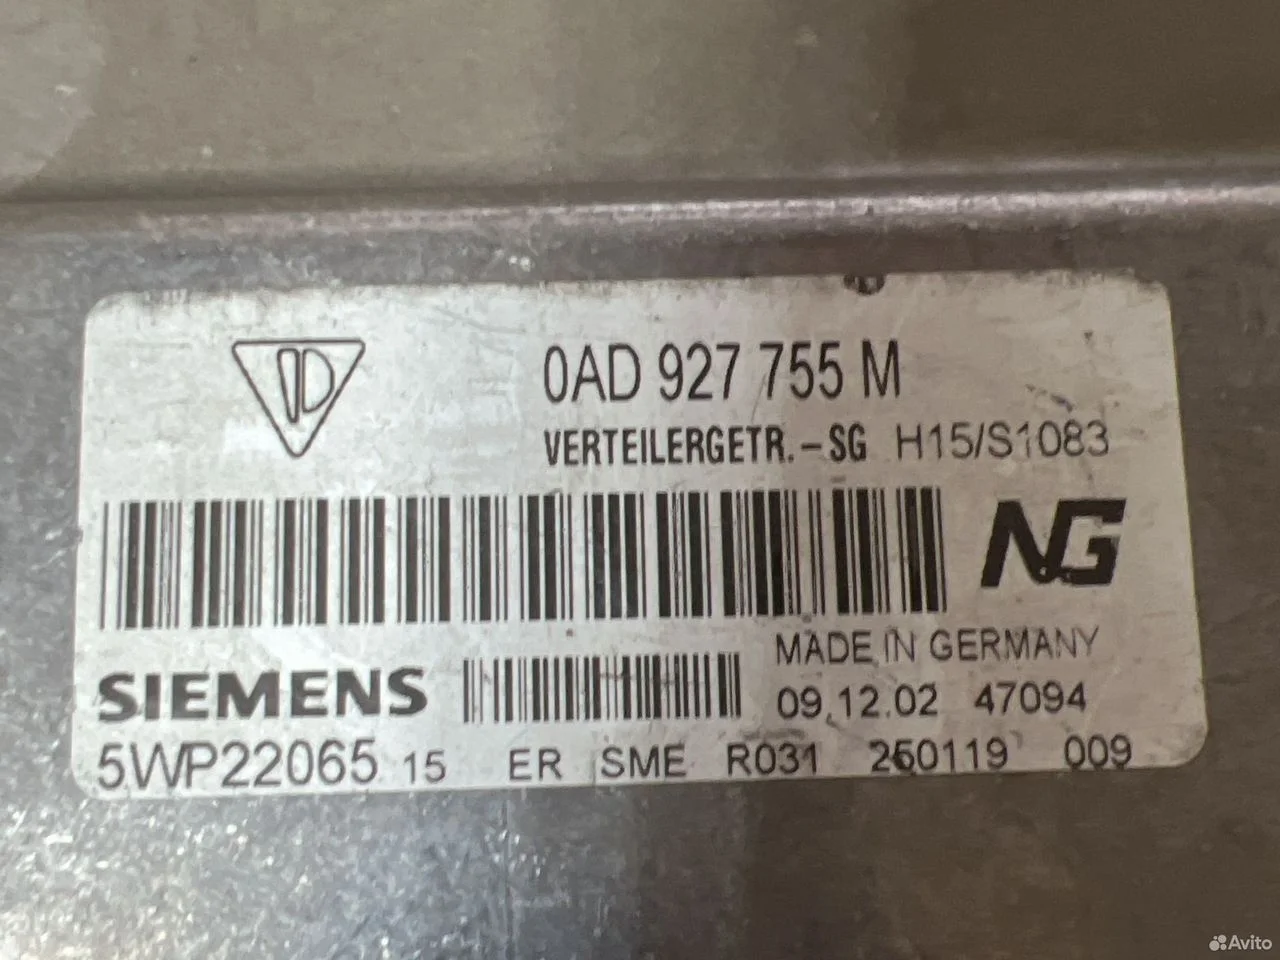 0AD 927 755 M
VERTEILERGETR.-SG H15/S1083
NG
MADE IN GERMANY
SIEMENS 09.12.02 47094
5WP22065 15 ER SME R031 260119 009
Avito